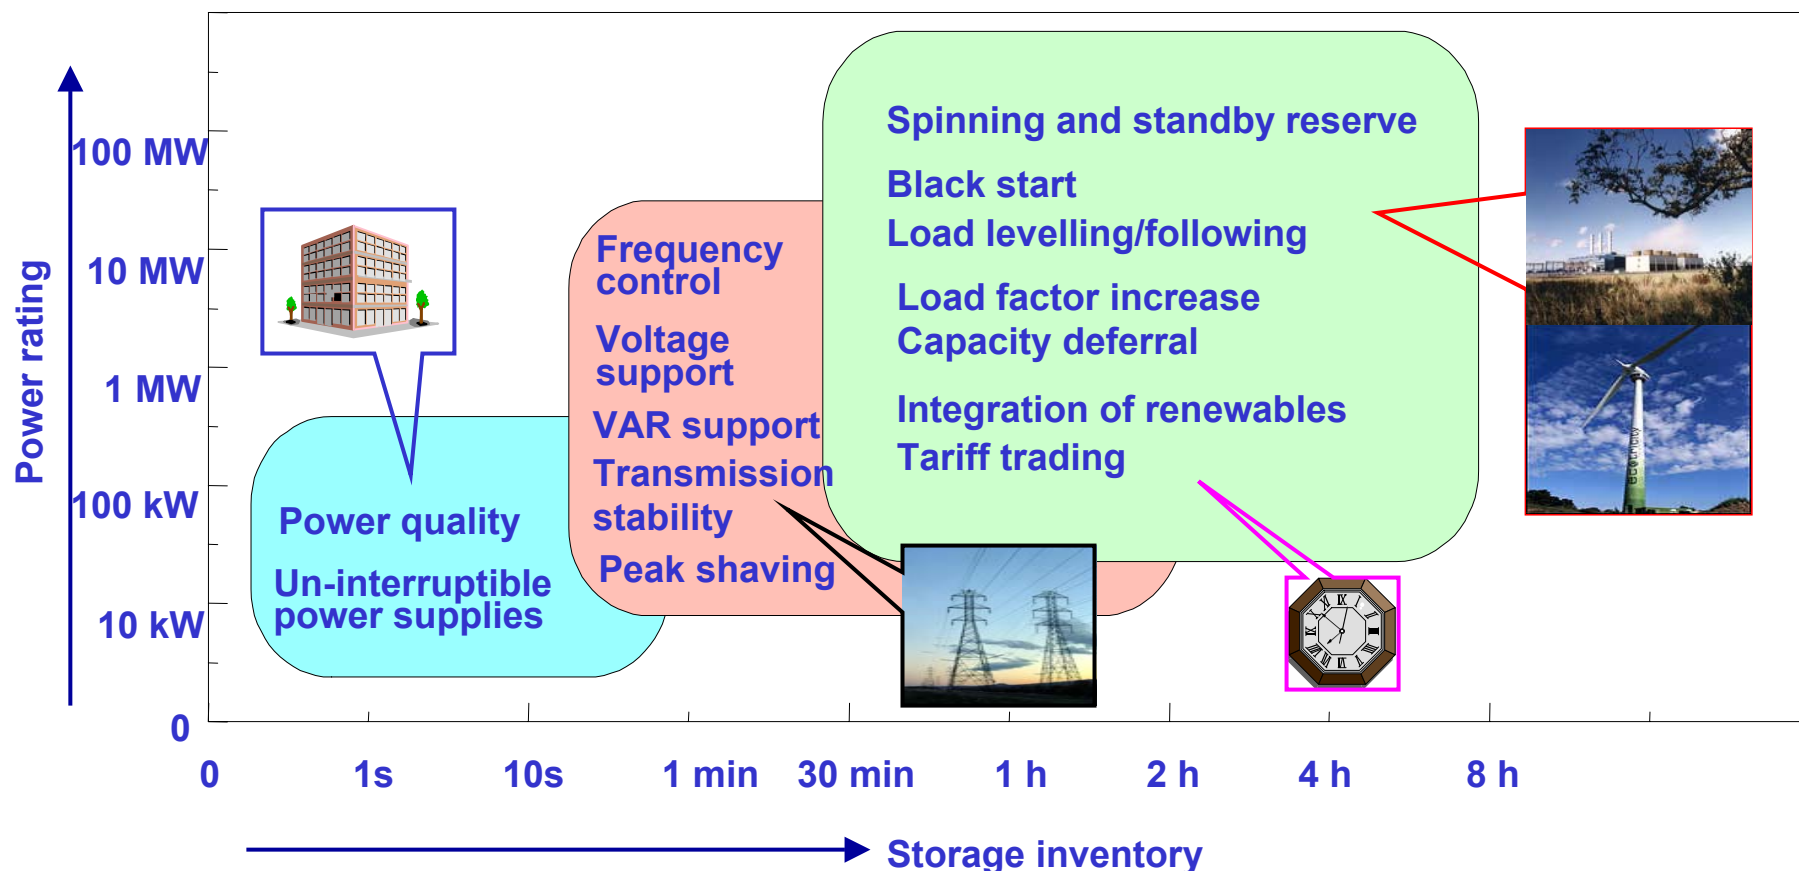 Power rating
100 MW
10 MW
1 MW
100 kW
10 kW
0
Power quality
Un-interruptible
power supplies
Frequency
control
Voltage
support
VAR support
Transmission
stability
Peak shaving
Spinning and standby reserve
Black start
Load levelling/following
Load factor increase
Capacity deferral
Integration of renewables
Tariff trading
ecotricity
0
1s
10s
1 min
30 min
1 h
2 h
4 h
8 h
Storage inventory